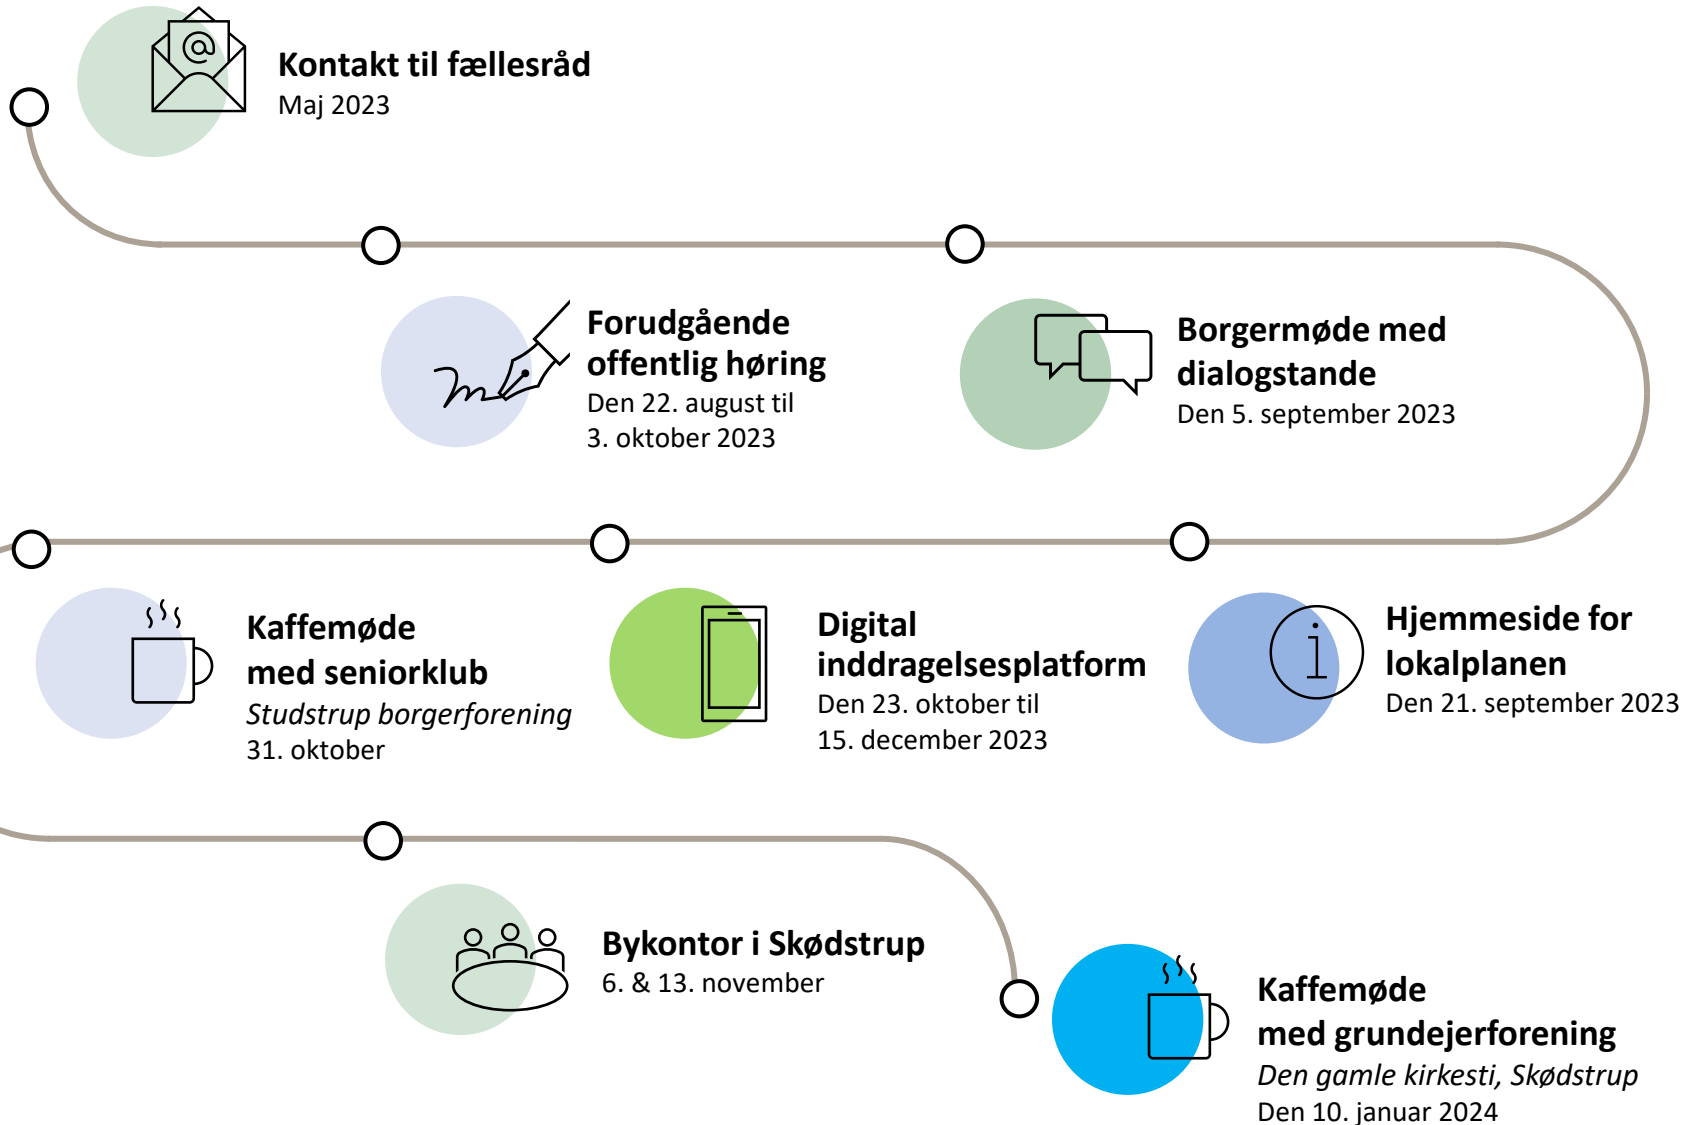 @
Kontakt til fællesråd
Maj 2023
Forudgående
offentlig høring
Den 22. august til
3. oktober 2023
Borgermøde med
dialogstande
Den 5. september 2023
Kaffemøde
med seniorklub
Studstrup borgerforening
31. oktober
Digital
inddragelsesplatform
Den 23. oktober til
15. december 2023
i
Hjemmeside for
lokalplanen
Den 21. september 2023
Bykontor i Skødstrup
6. & 13. november
Kaffemøde
med grundejerforening
Den gamle kirkesti, Skødstrup
Den 10. januar 2024